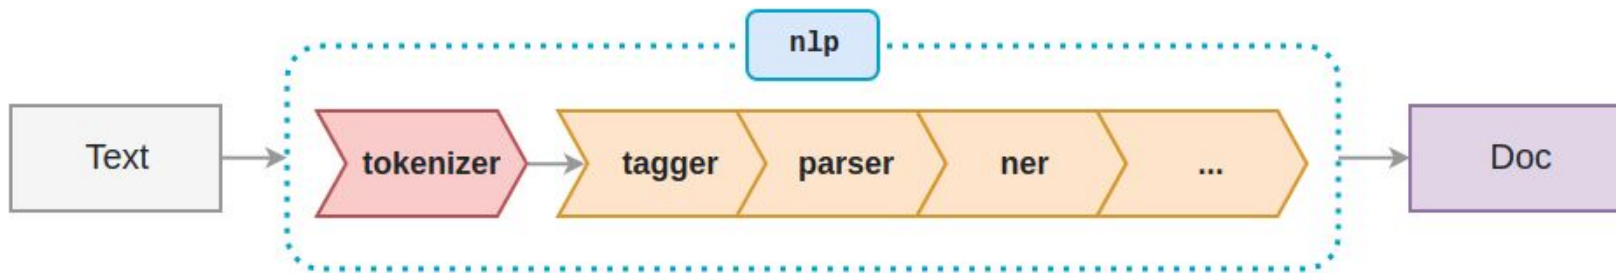 nlp
Text
tokenizer
tagger
parser
ner
...
Doc